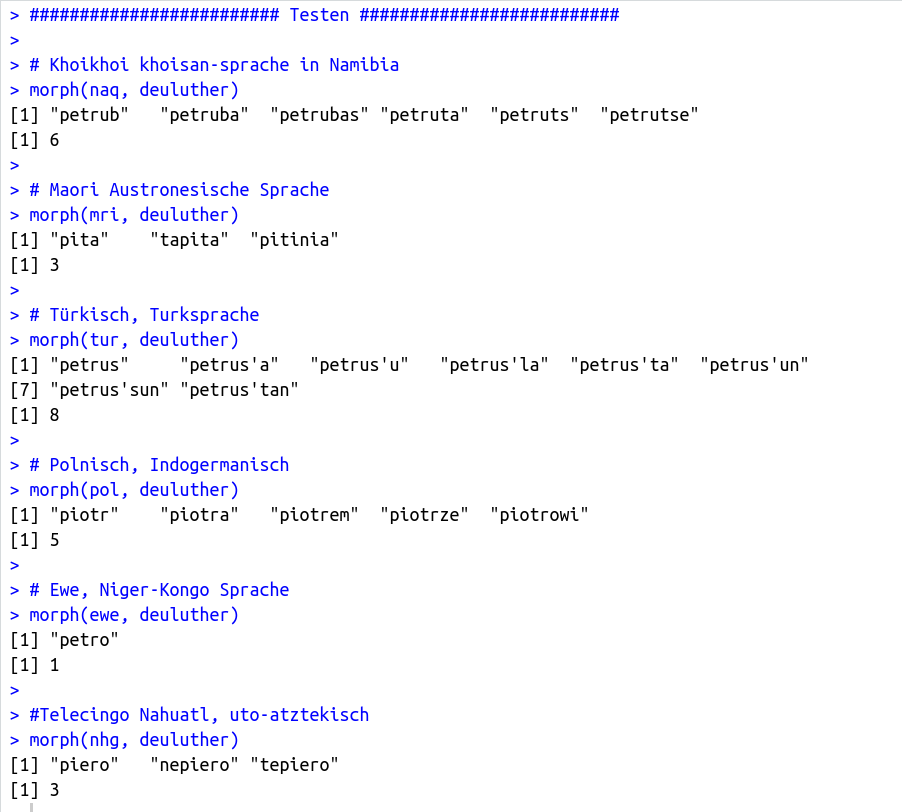 > ######################### Testen ##########################
>
> # Khoikhoi khoisan-sprache in Namibia
> morph(naq, deuluther)
[1] "petrub"   "petruba"  "petrubas" "petruta"  "petruts"  "petrutse"
[1] 6
>
> # Maori Austronesische Sprache
> morph(mri, deuluther)
[1] "pita"    "tapita"  "pitinia"
[1] 3
>
> # Türkisch, Turksprache
> morph(tur, deuluther)
[1] "petrus"     "petrus'a"   "petrus'u"   "petrus'la"  "petrus'ta"  "petrus'un"
[7] "petrus'sun" "petrus'tan"
[1] 8
>
> # Polnisch, Indogermanisch
> morph(pol, deuluther)
[1] "piotr"    "piotra"   "piotrem"  "piotrze"  "piotrowi"
[1] 5
>
> # Ewe, Niger-Kongo Sprache
> morph(ewe, deuluther)
[1] "petro"
[1] 1
>
> #Telecingo Nahuatl, uto-atztekisch
> morph(nhg, deuluther)
[1] "piero"   "nepiero" "tepiero"
[1] 3